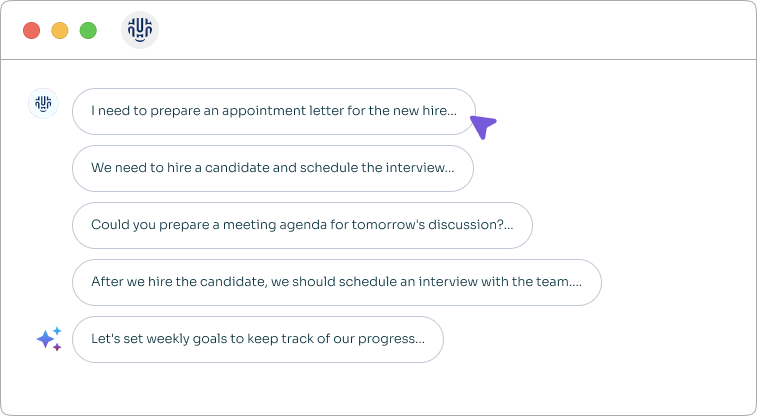 I need to prepare an appointment letter for the new hire...
We need to hire a candidate and schedule the interview...
Could you prepare a meeting agenda for tomorrow's discussion?...
After we hire the candidate, we should schedule an interview with the team....
Let's set weekly goals to keep track of our progress...